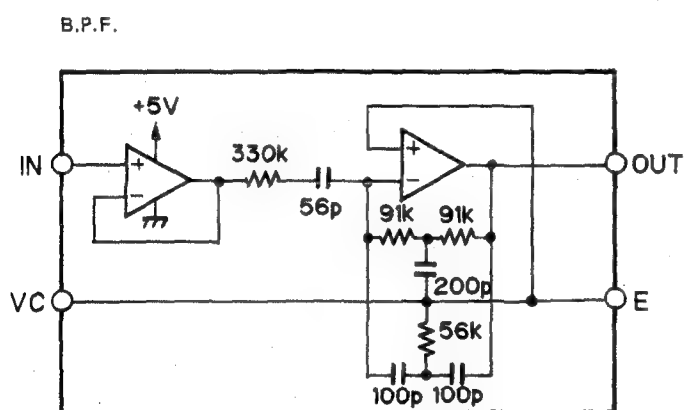 B.P.F.
+5V
IN
+
−
330k
56p
+
−
OUT
91k
91k
200p
VC
E
56k
100p
100p